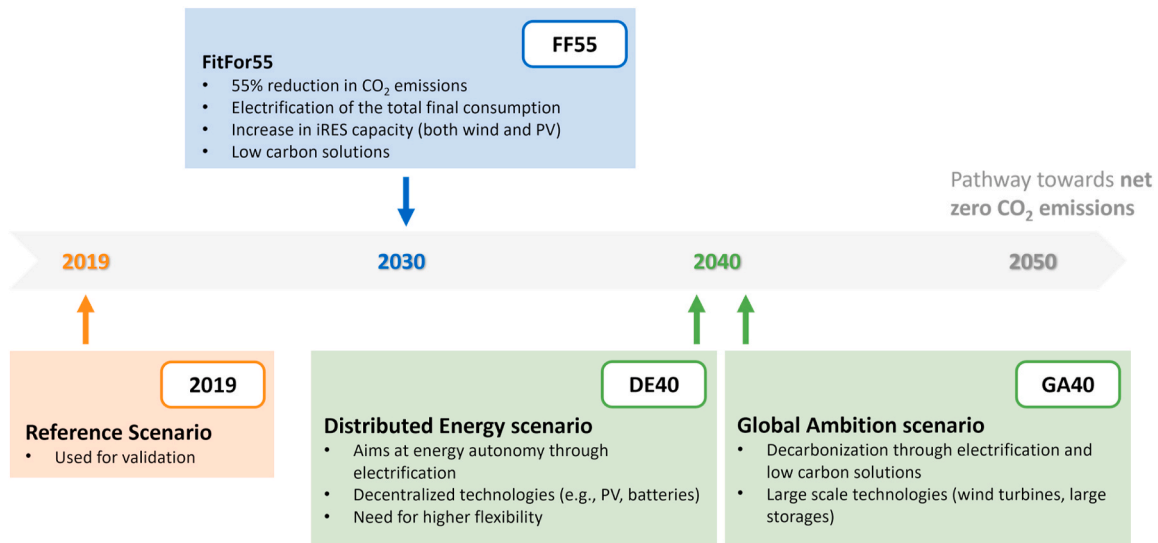 FF55
FitFor55
• 55% reduction in CO₂ emissions
• Electrification of the total final consumption
• Increase in iRES capacity (both wind and PV)
• Low carbon solutions
Pathway towards net
zero CO₂ emissions
2019
2030
2040
2050
2019
Reference Scenario
• Used for validation
DE40
Distributed Energy scenario
• Aims at energy autonomy through
electrification
• Decentralized technologies (e.g., PV, batteries)
• Need for higher flexibility
GA40
Global Ambition scenario
• Decarbonization through electrification and
low carbon solutions
• Large scale technologies (wind turbines, large
storages)